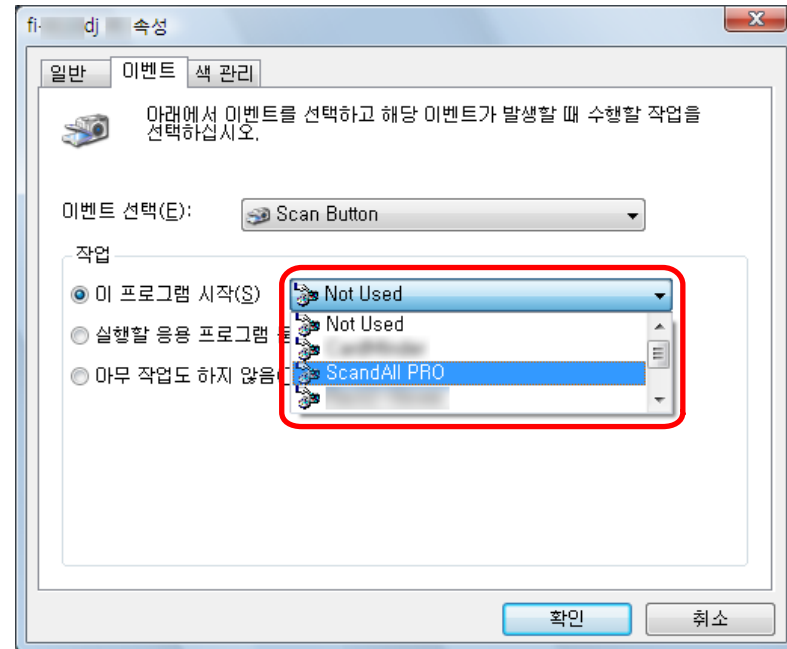 fi- dj 속성
일반 이벤트 색 관리
아래에서 이벤트를 선택하고 해당 이벤트가 발생할 때 수행할 작업을
선택하십시오.
이벤트 선택(E): Scan Button
작업
이 프로그램 시작(S) Not Used
Not Used
실행할 응용 프로그램
ScandAll PRO
아무 작업도 하지 않음
확인 취소